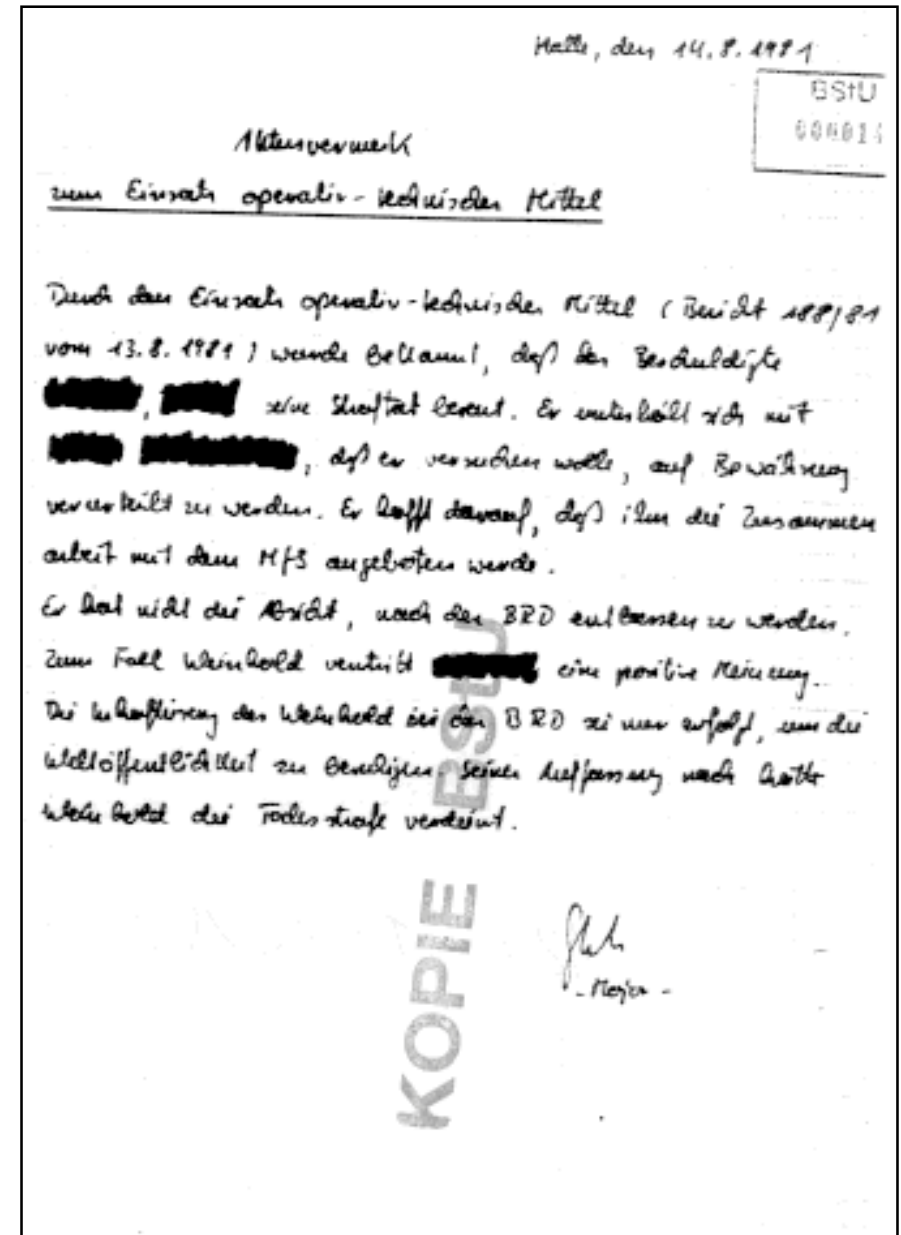 Halle, den 14.8.1981
BStU
000014
Aktenvermerk
zum Einsatz operativ-technischer Mittel
Durch den Einsatz operativ-technischer Mittel (Bericht 188/81
vom 13.8.1981) wurde bekannt, daß der Beschuldigte
, seine Straftat bereut. Er unterhält sich mit
, daß er versuchen wolle, auf Bewährung
verurteilt zu werden. Er hofft darauf, daß ihm die Zusammen
arbeit mit dem MfS angeboten werde.
Er hat nicht die Absicht, nach der BRD entlassen zu werden.
Zum Fall Weinhold vertritt eine positive Meinung.
Die Inhaftierung des Weinhold in der BRD sei nur erfolgt, um die
Weltöffentlichkeit zu beruhigen. Seiner Auffassung nach hätte
Weinhold die Todesstrafe verdient.
- Major -
KOPIE BStU